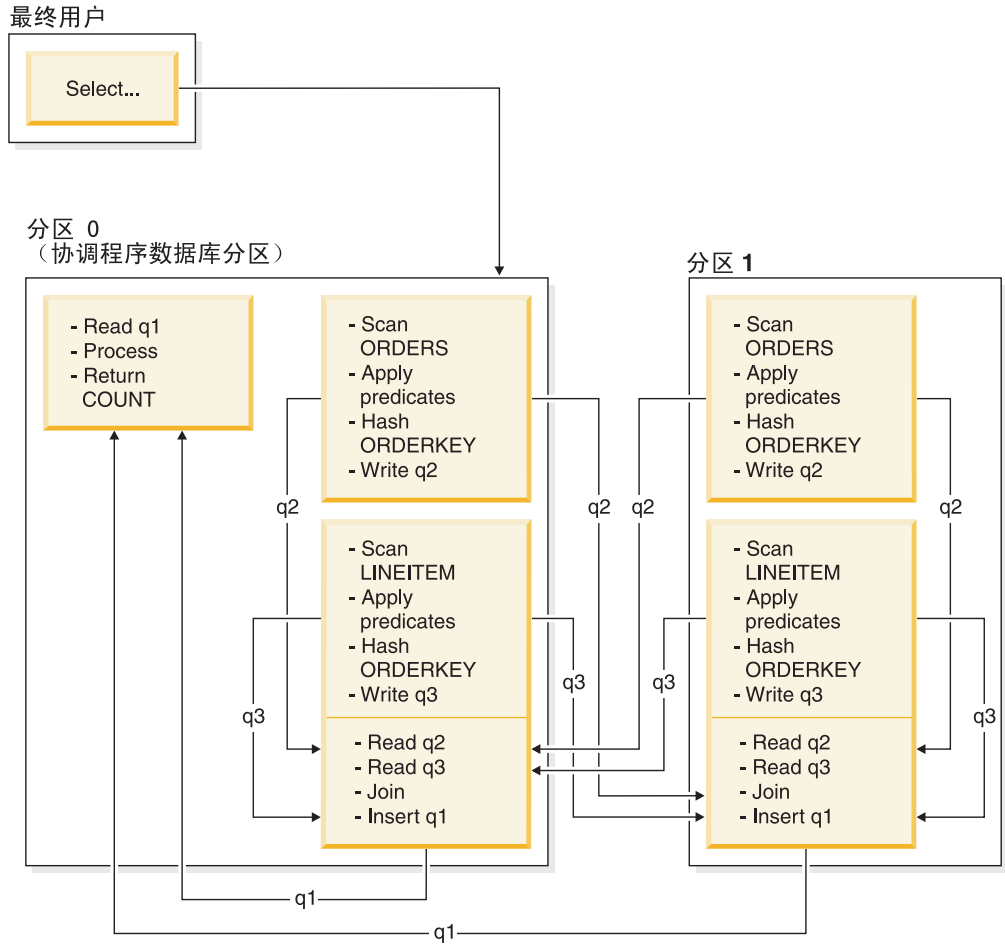 最终用户
Select...
分区 0
（协调程序数据库分区）
分区 1
- Read q1
- Process
- Return
COUNT
- Scan
ORDERS
- Apply
predicates
- Hash
ORDERKEY
- Write q2
- Scan
ORDERS
- Apply
predicates
- Hash
ORDERKEY
- Write q2
q2
q2
q2
q2
- Scan
LINEITEM
- Apply
predicates
- Hash
ORDERKEY
- Write q3
- Scan
LINEITEM
- Apply
predicates
- Hash
ORDERKEY
- Write q3
q3
q3
q3
q3
- Read q2
- Read q3
- Join
- Insert q1
- Read q2
- Read q3
- Join
- Insert q1
q1
q1